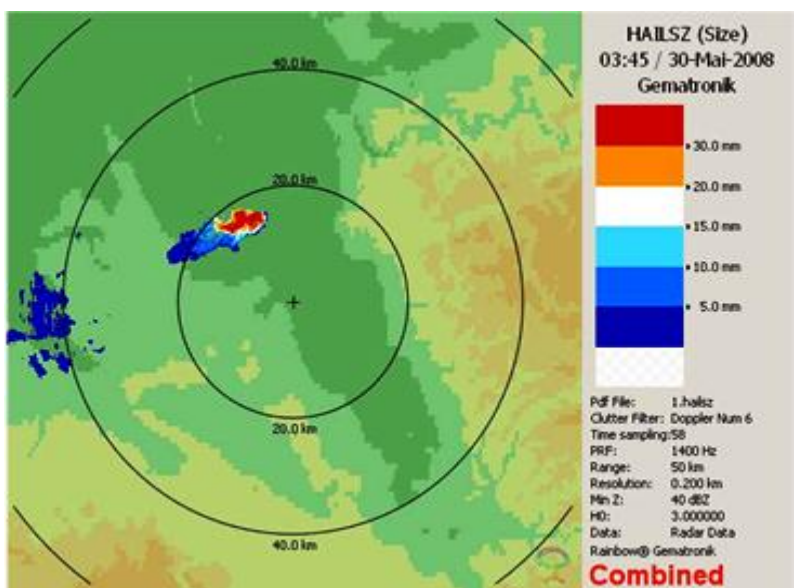 HAILSZ (Size)
03:45 / 30-Mai-2008
Gematronik
30.0 mm
20.0 mm
15.0 mm
10.0 mm
5.0 mm
Pdf File: 1.hailsz
Clutter Filter: Doppler Num 6
Time sampling:58
PRF: 1400 Hz
Range: 50 km
Resolution: 0.200 km
Min Z: 40 dBZ
H0: 3.000000
Data: Radar Data
Rainbow® Gematronik
Combined
40.0 km
20.0 km
20.0 km
40.0 km